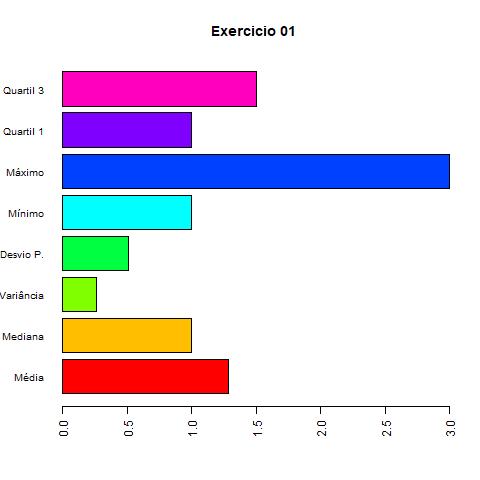 Exercicio 01
Quartil 3
Quartil 1
Máximo
Mínimo
Desvio P.
Variância
Mediana
Média
0.0
0.5
1.0
1.5
2.0
2.5
3.0